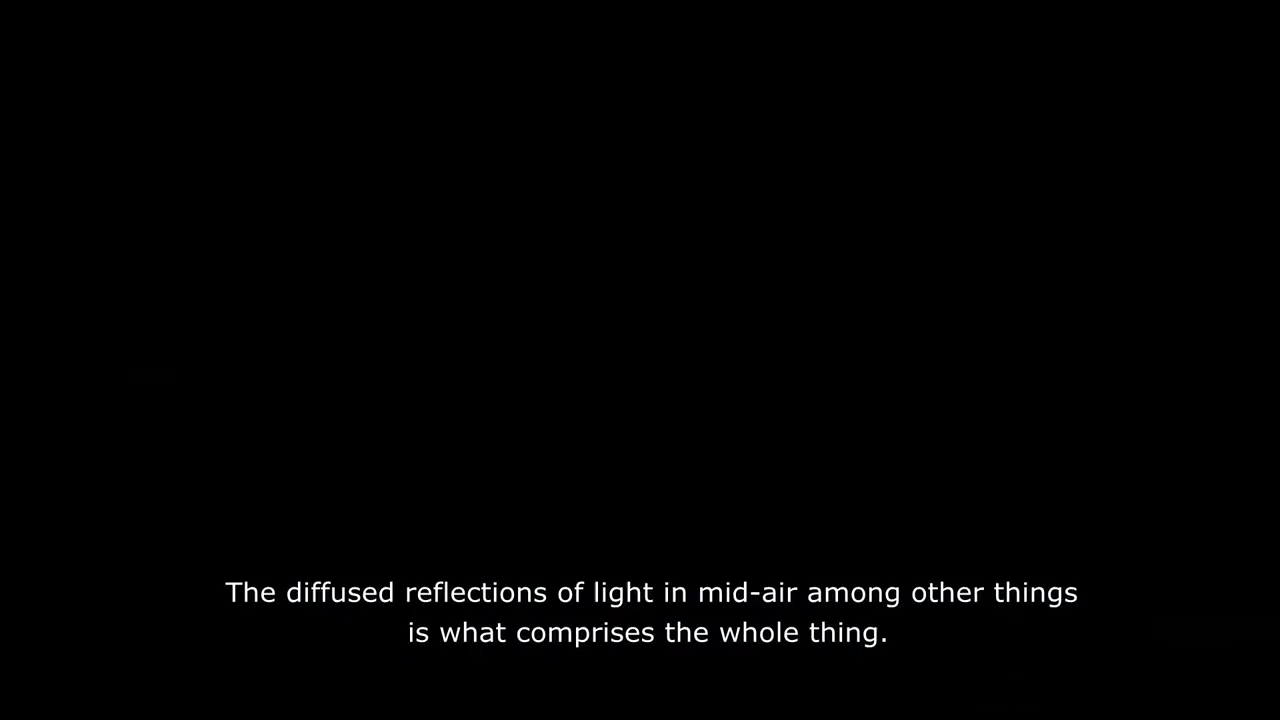 The diffused reflections of light in mid-air among other things
is what comprises the whole thing.